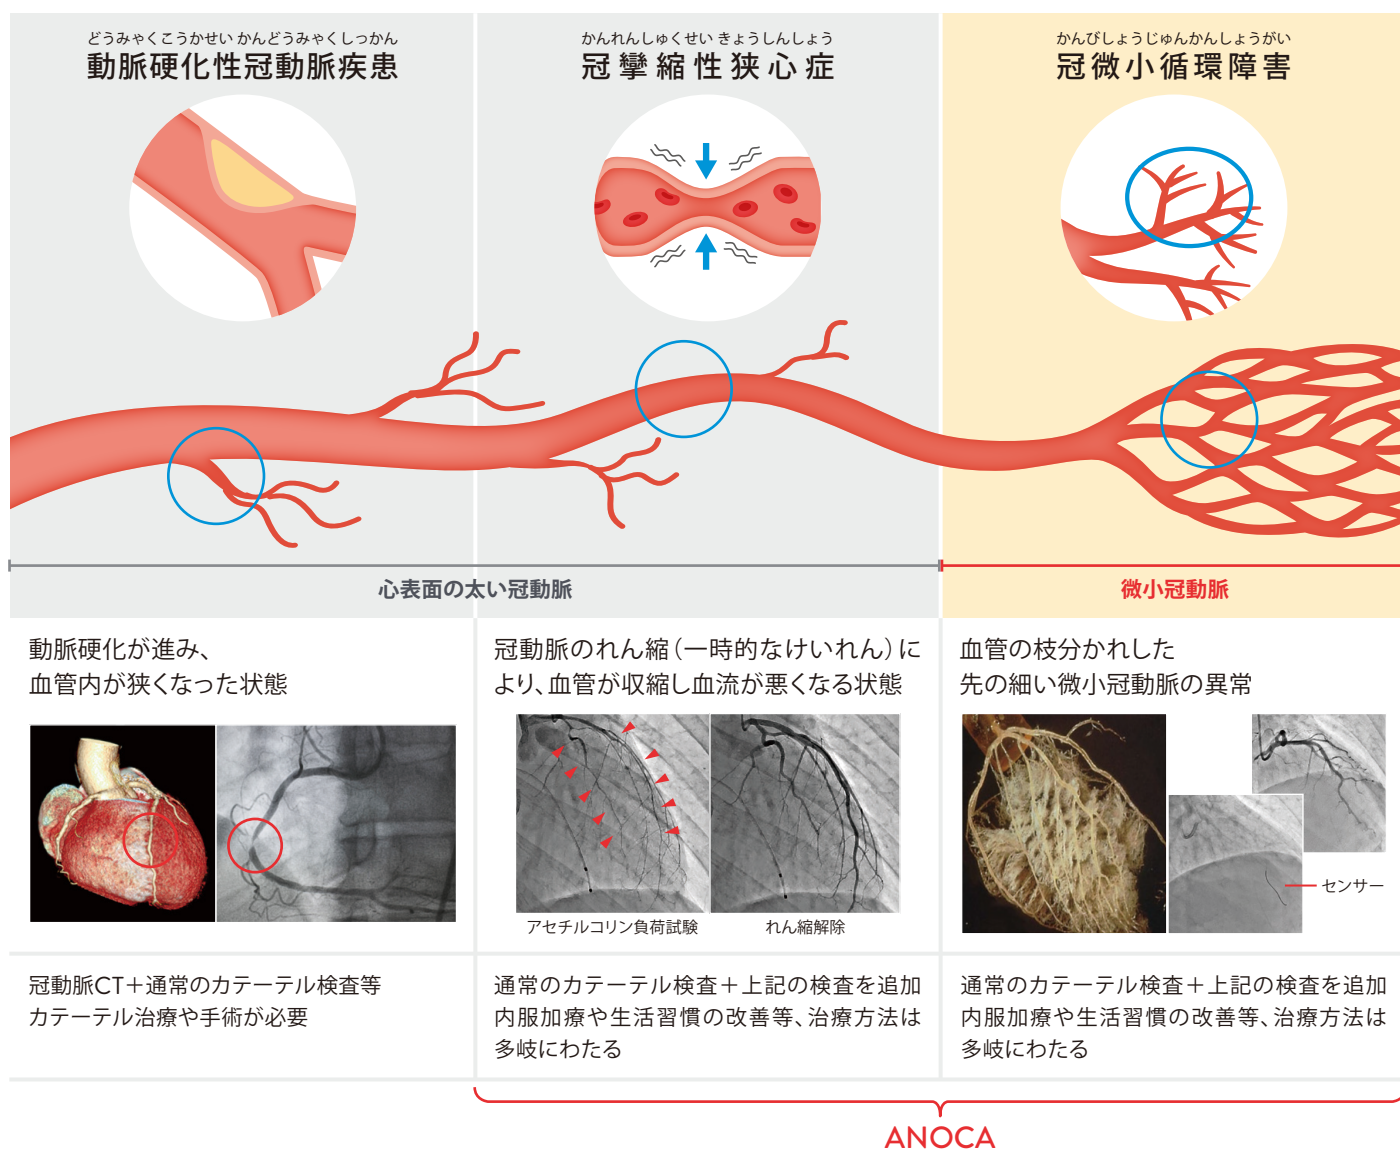 どうみゃくこうかせい かんどうみゃくしっかん
動脈硬化性冠動脈疾患
かんれんしゅくせい きょうしんしょう
冠攣縮性狭心症
かんびしょうじゅんかんしょうがい
冠微小循環障害
心表面の太い冠動脈
微小冠動脈
動脈硬化が進み、
血管内が狭くなった状態
冠動脈のれん縮(一時的なけいれん)に
より、血管が収縮し血流が悪くなる状態
アセチルコリン負荷試験
れん縮解除
血管の枝分かれした
先の細い微小冠動脈の異常
センサー
冠動脈CT+通常のカテーテル検査等
カテーテル治療や手術が必要
通常のカテーテル検査+上記の検査を追加
内服加療や生活習慣の改善等、治療方法は
多岐にわたる
通常のカテーテル検査+上記の検査を追加
内服加療や生活習慣の改善等、治療方法は
多岐にわたる
ANOCA